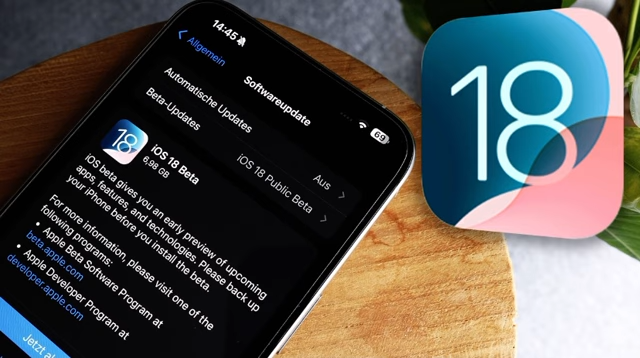 14:45
Allgemein
Softwareupdate
Automatische Updates
Aus
Beta-Updates
iOS 18 Public Beta
18
iOS 18 Beta
6,98 GB
iOS beta gives you an early preview of upcoming
apps, features, and technologies. Please back up
your iPhone before you install the beta.
For more information, please visit one of the
following programs:
• Apple Beta Software Program at
beta.apple.com
• Apple Developer Program at
developer.apple.com
Jetzt
69
18